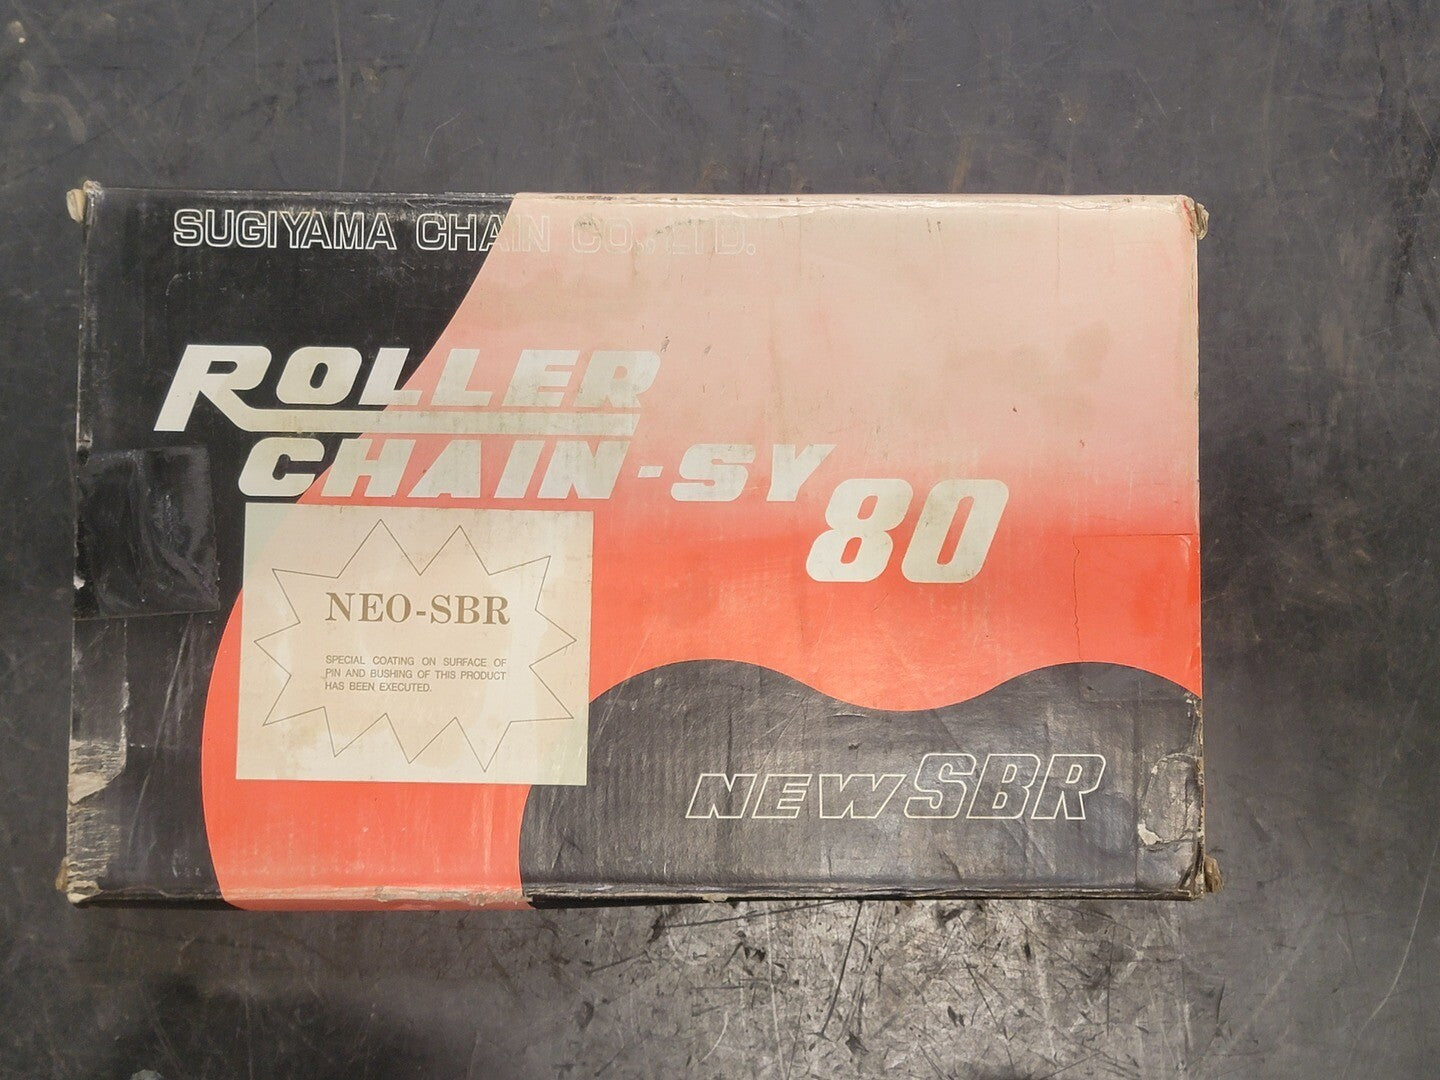 SUGIYAMA CHAIN CO., LTD.
ROLLER
CHAIN-SY 80
NEO-SBR
SPECIAL COATING ON SURFACE OF
PIN AND BUSHING OF THIS PRODUCT
HAS BEEN EXECUTED.
NEW SBR